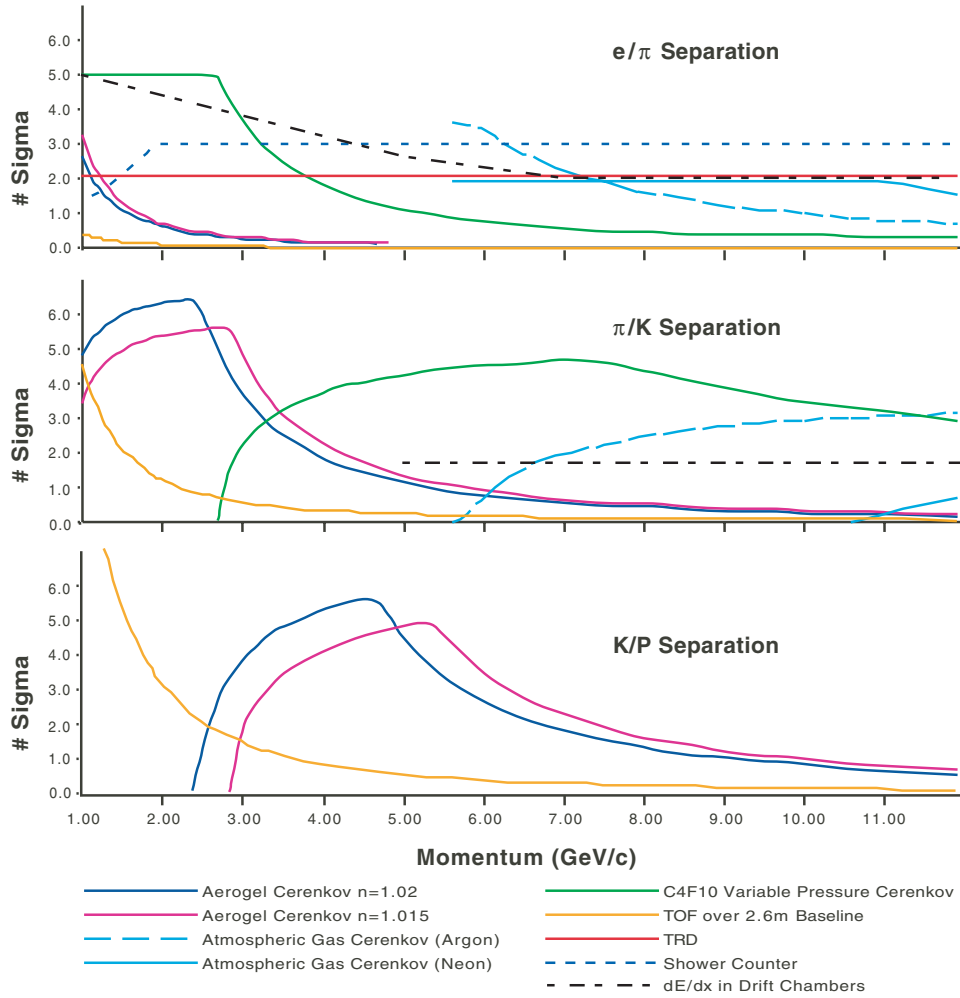 e/π Separation
# Sigma
6.0
5.0
4.0
3.0
2.0
1.0
0.0
π/K Separation
# Sigma
6.0
5.0
4.0
3.0
2.0
1.0
0.0
K/P Separation
# Sigma
6.0
5.0
4.0
3.0
2.0
1.0
0.0
1.00 2.00 3.00 4.00 5.00 6.00 7.00 8.00 9.00 10.00 11.00
Momentum (GeV/c)
Aerogel Cerenkov n=1.02
Aerogel Cerenkov n=1.015
Atmospheric Gas Cerenkov (Argon)
Atmospheric Gas Cerenkov (Neon)
C4F10 Variable Pressure Cerenkov
TOF over 2.6m Baseline
TRD
Shower Counter
dE/dx in Drift Chambers